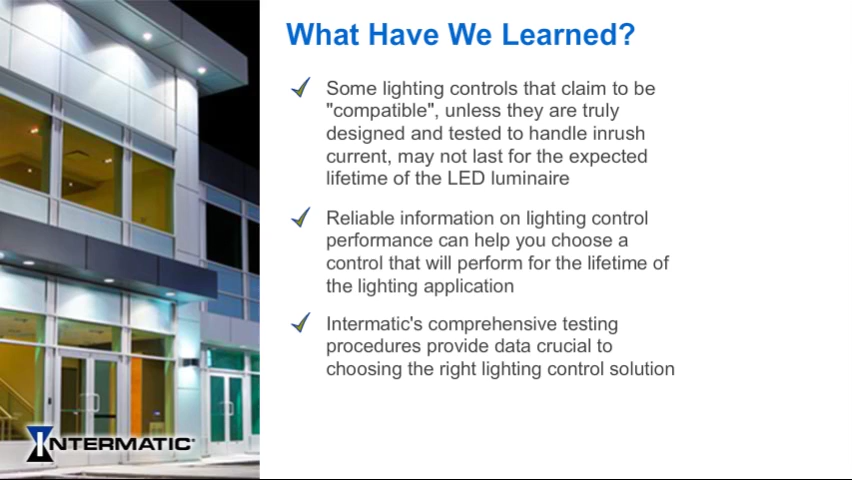 What Have We Learned?
Some lighting controls that claim to be
"compatible", unless they are truly
designed and tested to handle inrush
current, may not last for the expected
lifetime of the LED luminaire
Reliable information on lighting control
performance can help you choose a
control that will perform for the lifetime of
the lighting application
Intermatic's comprehensive testing
procedures provide data crucial to
choosing the right lighting control solution
INTERMATIC®